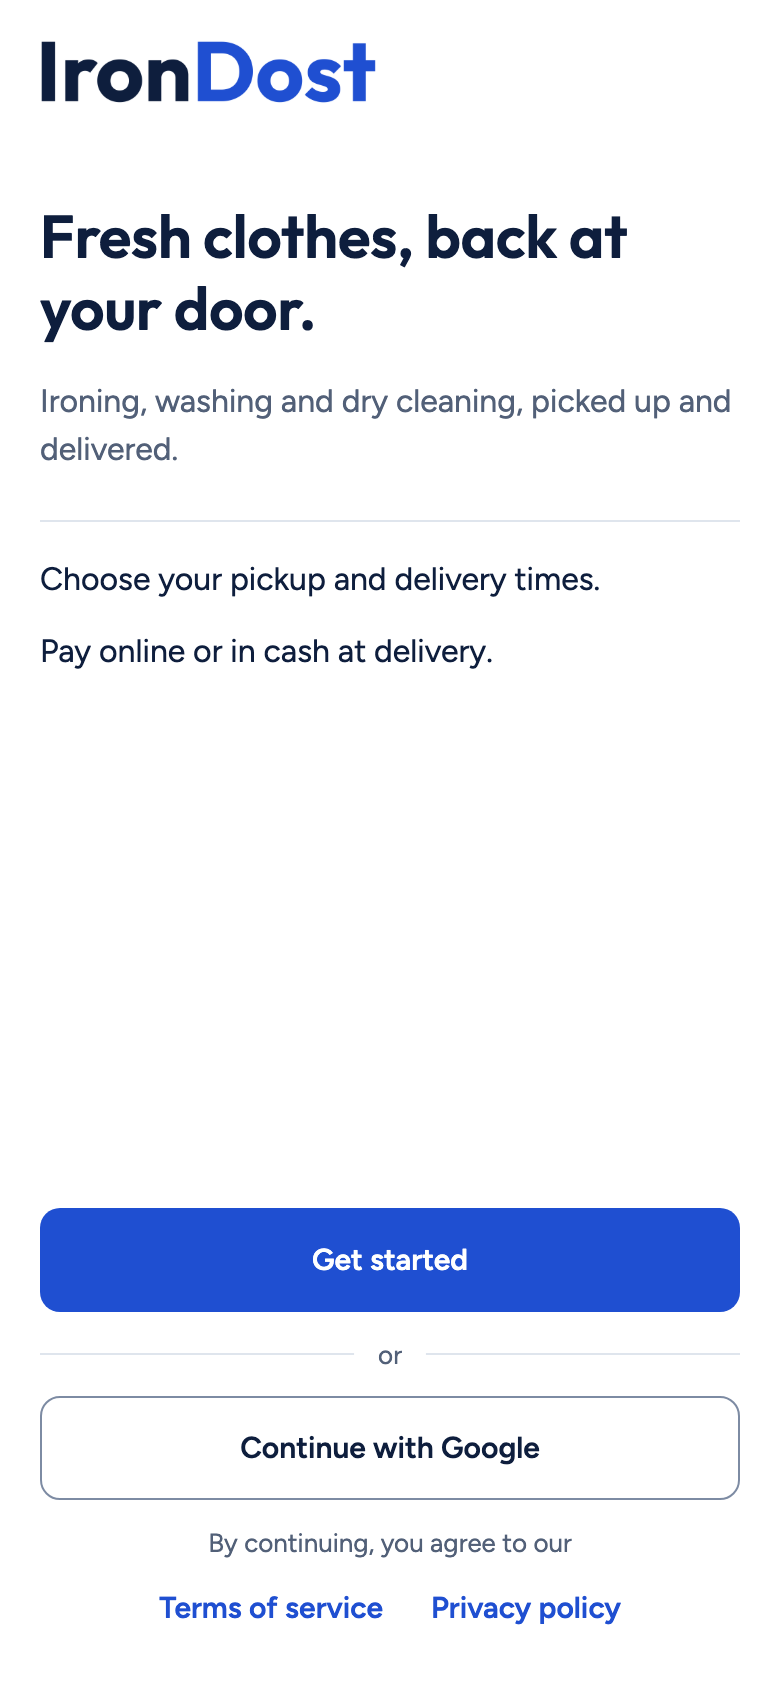 IronDost
Fresh clothes, back at
your door.
Ironing, washing and dry cleaning, picked up and
delivered.
Choose your pickup and delivery times.
Pay online or in cash at delivery.
Get started
or
Continue with Google
By continuing, you agree to our
Terms of service Privacy policy